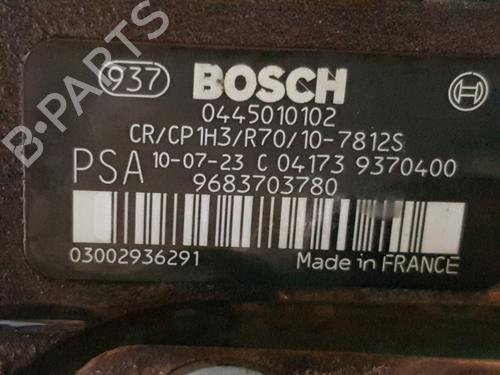 B-PARTS
937 BOSCH
0445010102
CR/CP1H3/R70/10-7812S
PSA 10-07-23 C 04173 9370400
9683703780
03002936291 Made in FRANCE